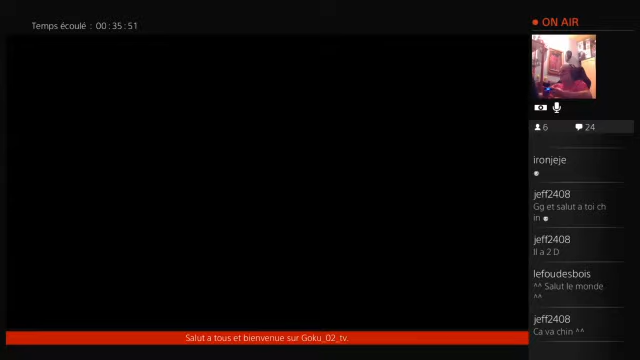 Temps écoulé : 00:35:51
ON AIR
6 24
ironjeje
jeff2408
Gg et salut a toi ch
in
jeff2408
Il a 2 D
lefoudesbois
^^ Salut le monde
^^
jeff2408
Ca va chin ^^
Salut a tous et bienvenue sur Goku_02_tv.